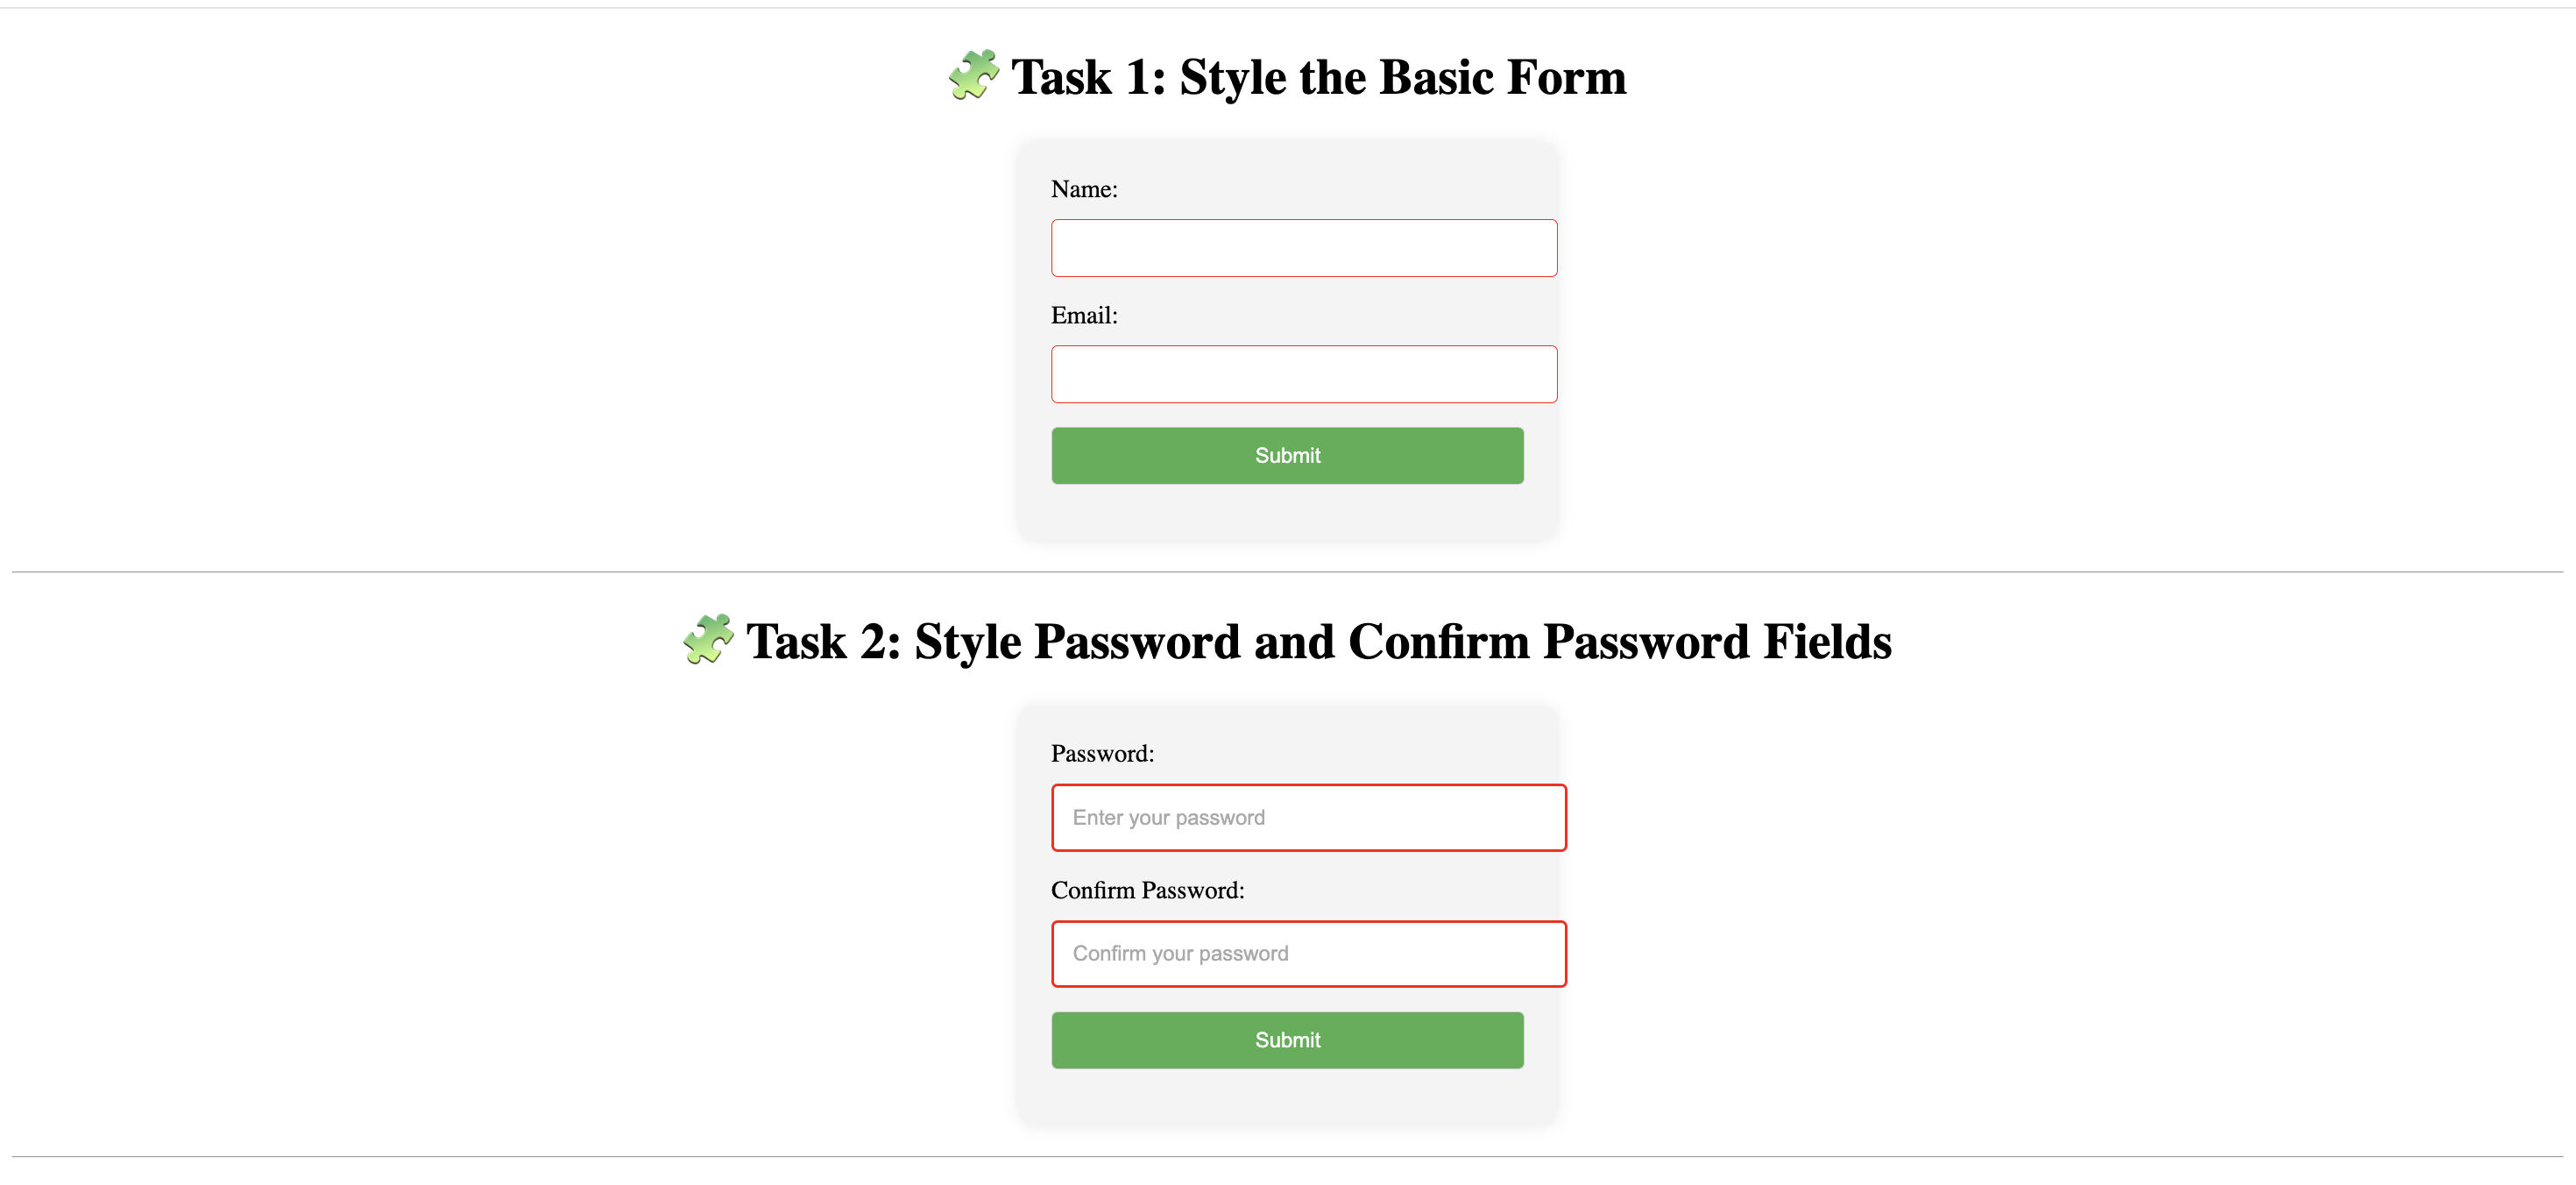 🧩 Task 1: Style the Basic Form
Name:
Email:
Submit
🧩 Task 2: Style Password and Confirm Password Fields
Password:
Enter your password
Confirm Password:
Confirm your password
Submit